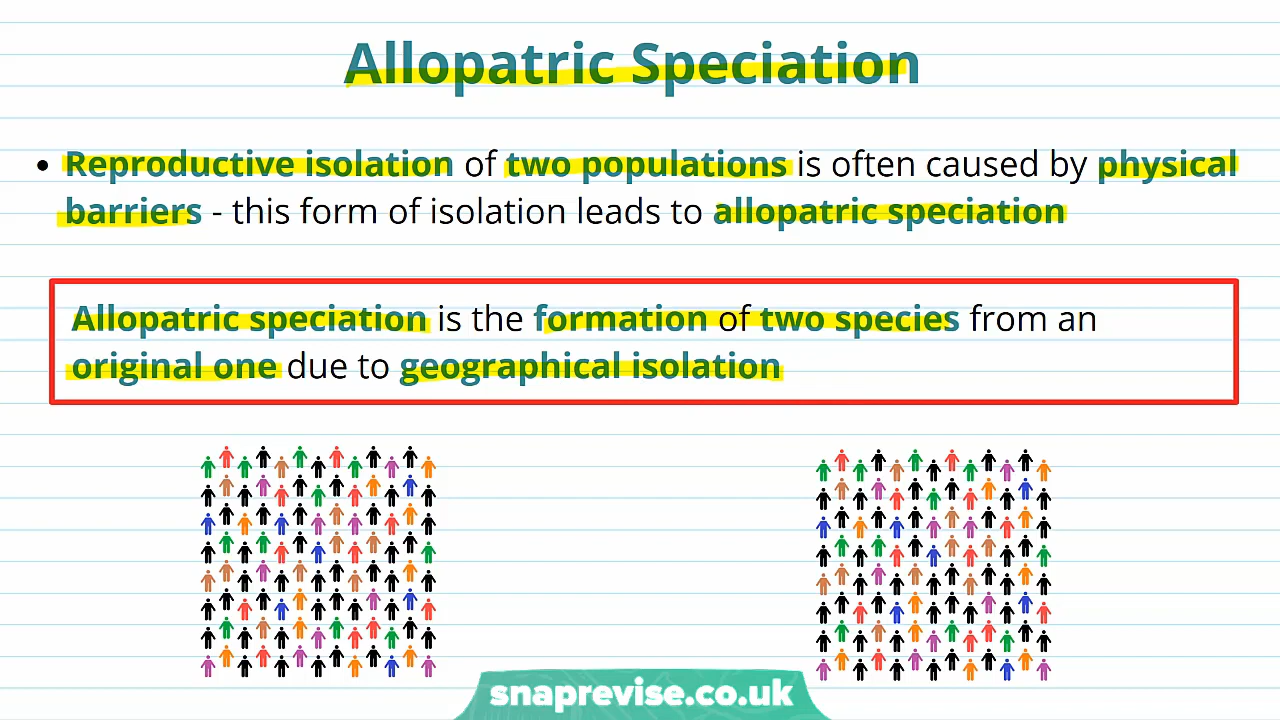 Allopatric Speciation
• Reproductive isolation of two populations is often caused by physical
barriers - this form of isolation leads to allopatric speciation
Allopatric speciation is the formation of two species from an
original one due to geographical isolation
snaprevise.co.uk